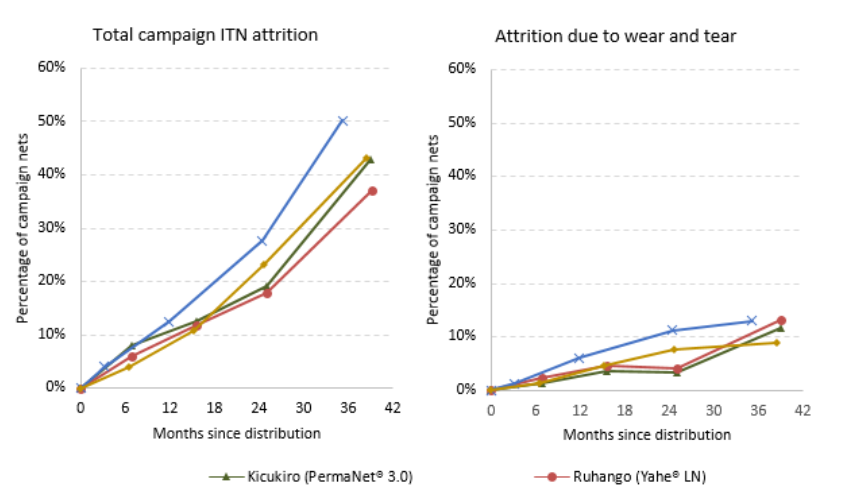 Total campaign ITN attrition
Percentage of campaign nets
60%
50%
40%
30%
20%
10%
0%
0 6 12 18 24 30 36 42
Months since distribution
Attrition due to wear and tear
Percentage of campaign nets
60%
50%
40%
30%
20%
10%
0%
0 6 12 18 24 30 36 42
Months since distribution
Kicukiro (PermaNet® 3.0)
Ruhango (Yahe® LN)